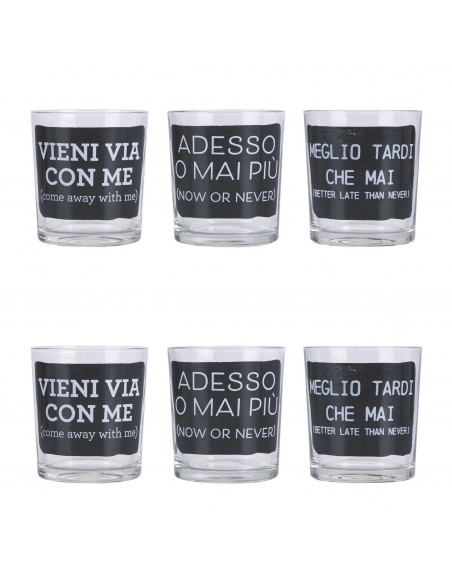 VIENI VIA
CON ME
(come away with me)
ADESSO
O MAI PIÙ
(NOW OR NEVER)
MEGLIO TARDI
CHE MAI
(BETTER LATE THAN NEVER)
VIENI VIA
CON ME
(come away with me)
ADESSO
O MAI PIÙ
(NOW OR NEVER)
MEGLIO TARDI
CHE MAI
(BETTER LATE THAN NEVER)